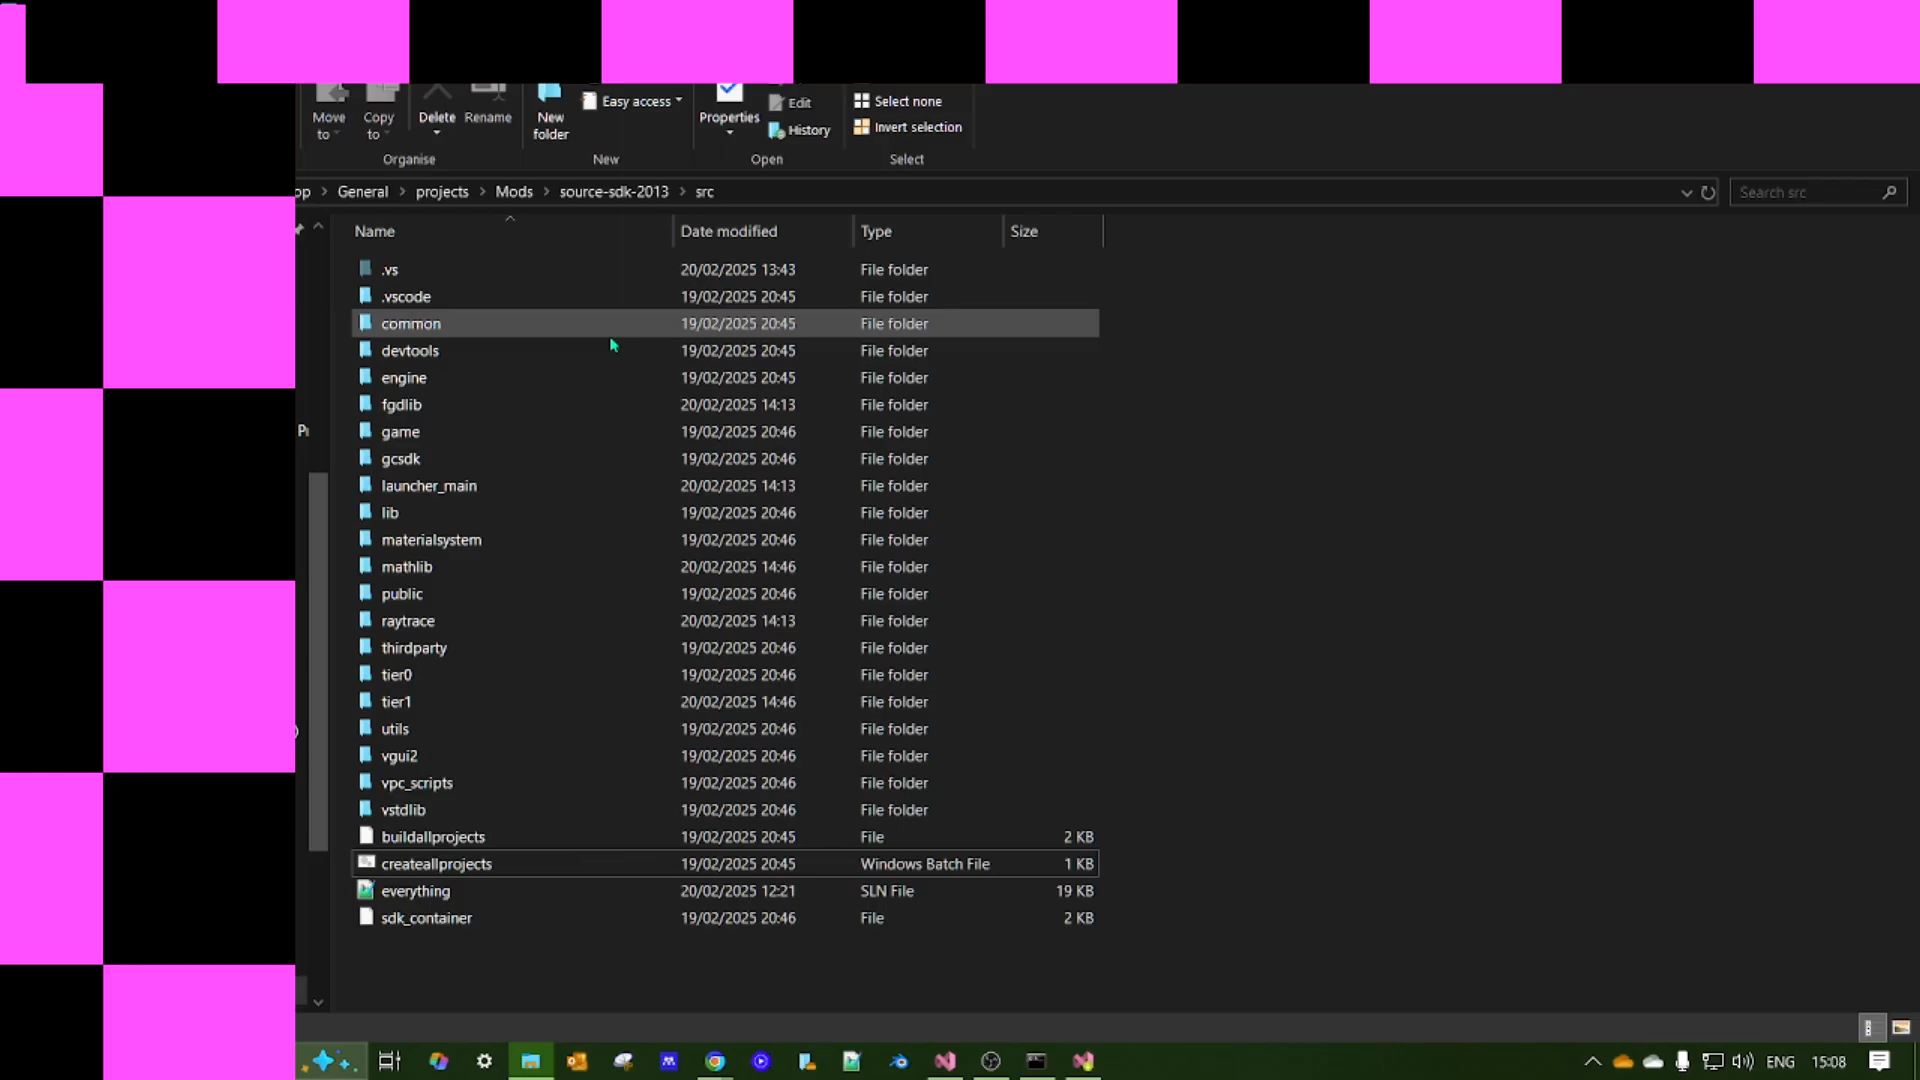 Move to
Copy to
Delete
Rename
New folder
Easy access
Properties
Edit
History
Select none
Invert selection
Organise
New
Open
Select
op > General > projects > Mods > source-sdk-2013 > src
Search src
Name Date modified Type Size
.vs 20/02/2025 13:43 File folder
.vscode 19/02/2025 20:45 File folder
common 19/02/2025 20:45 File folder
devtools 19/02/2025 20:45 File folder
engine 19/02/2025 20:45 File folder
fgdlib 20/02/2025 14:13 File folder
game 19/02/2025 20:46 File folder
gcsdk 19/02/2025 20:46 File folder
launcher_main 20/02/2025 14:13 File folder
lib 19/02/2025 20:46 File folder
materialsystem 19/02/2025 20:46 File folder
mathlib 20/02/2025 14:46 File folder
public 19/02/2025 20:46 File folder
raytrace 20/02/2025 14:13 File folder
thirdparty 19/02/2025 20:46 File folder
tier0 19/02/2025 20:46 File folder
tier1 20/02/2025 14:46 File folder
utils 19/02/2025 20:46 File folder
vgui2 19/02/2025 20:46 File folder
vpc_scripts 19/02/2025 20:46 File folder
vstdlib 19/02/2025 20:46 File folder
buildallprojects 19/02/2025 20:45 File 2 KB
createallprojects 19/02/2025 20:45 Windows Batch File 1 KB
everything 20/02/2025 12:21 SLN File 19 KB
sdk_container 19/02/2025 20:46 File 2 KB
ENG 15:08